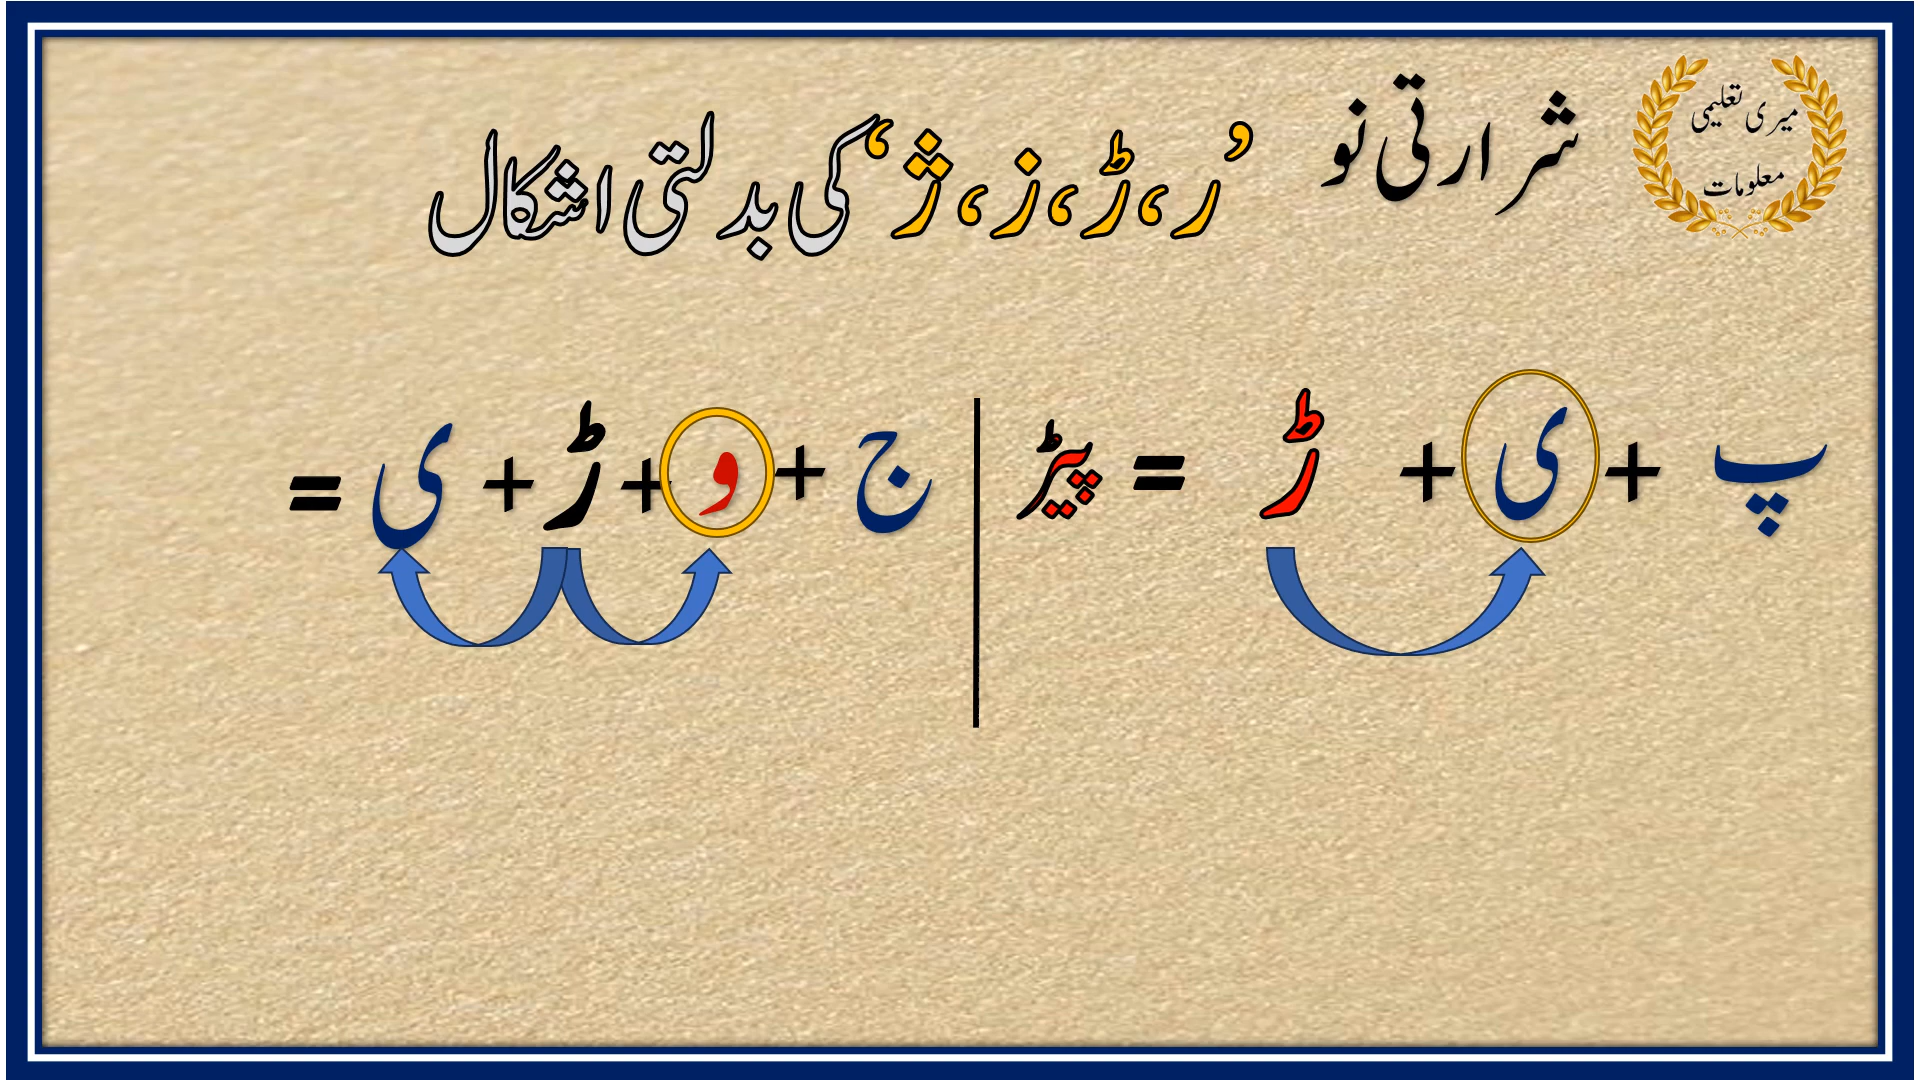 میری تعلیمی
معلومات
شرارتی نو
’ر، ڑ، ز، ژ‘ کی بدلتی اشکال
پ + ی + ڑ = پیڑ
ج + و + ڑ + ی =